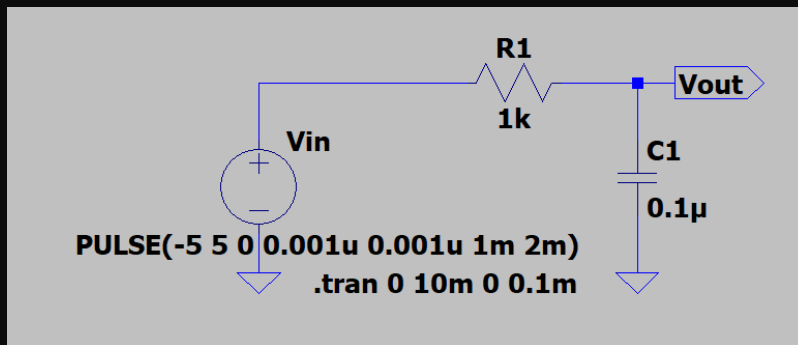 R1
Vout
1k
Vin
C1
0.1µ
PULSE(-5 5 0 0.001u 0.001u 1m 2m)
.tran 0 10m 0 0.1m